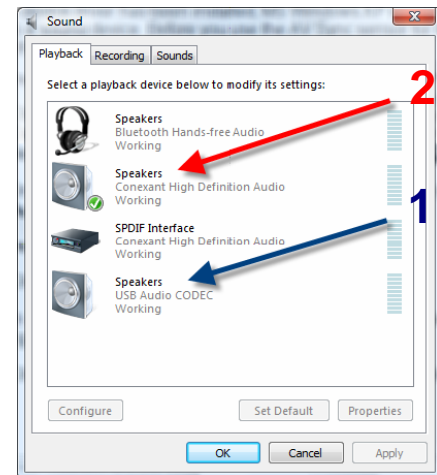 Sound
Playback Recording Sounds
Select a playback device below to modify its settings:
2
Speakers
Bluetooth Hands-free Audio
Working
Speakers
Conexant High Definition Audio
Working
1
SPDIF Interface
Conexant High Definition Audio
Working
Speakers
USB Audio CODEC
Working
Configure Set Default Properties
OK Cancel Apply